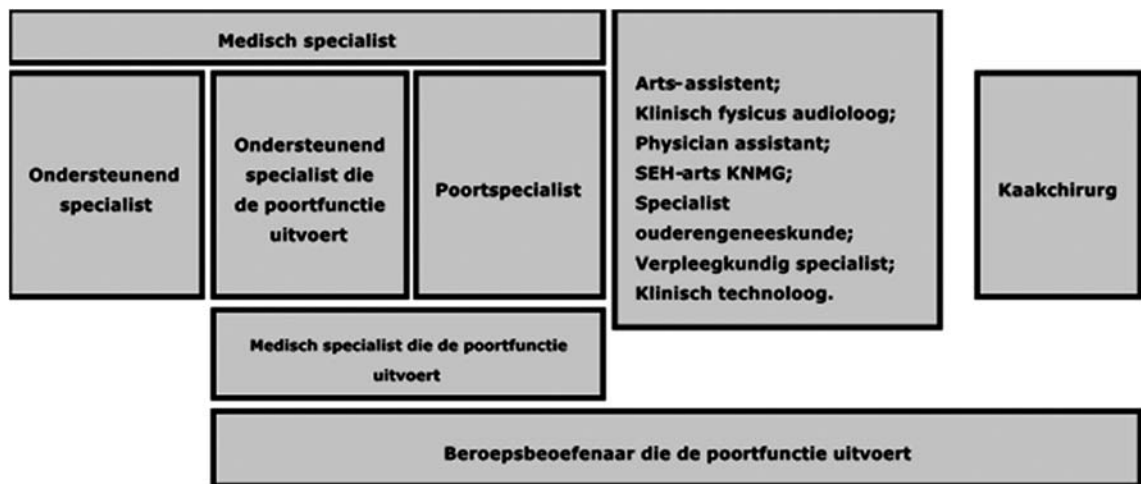 Medisch specialist
Ondersteunend
specialist
Ondersteunend
specialist die
de poortfunctie
uitvoert
Poortspecialist
Arts-assistent;
Klinisch fysicus audioloog;
Physician assistant;
SEH-arts KNMG;
Specialist
ouderengeneeskunde;
Verpleegkundig specialist;
Klinisch technoloog.
Kaakchirurg
Medisch specialist die de poortfunctie
uitvoert
Beroepsbeoefenaar die de poortfunctie uitvoert